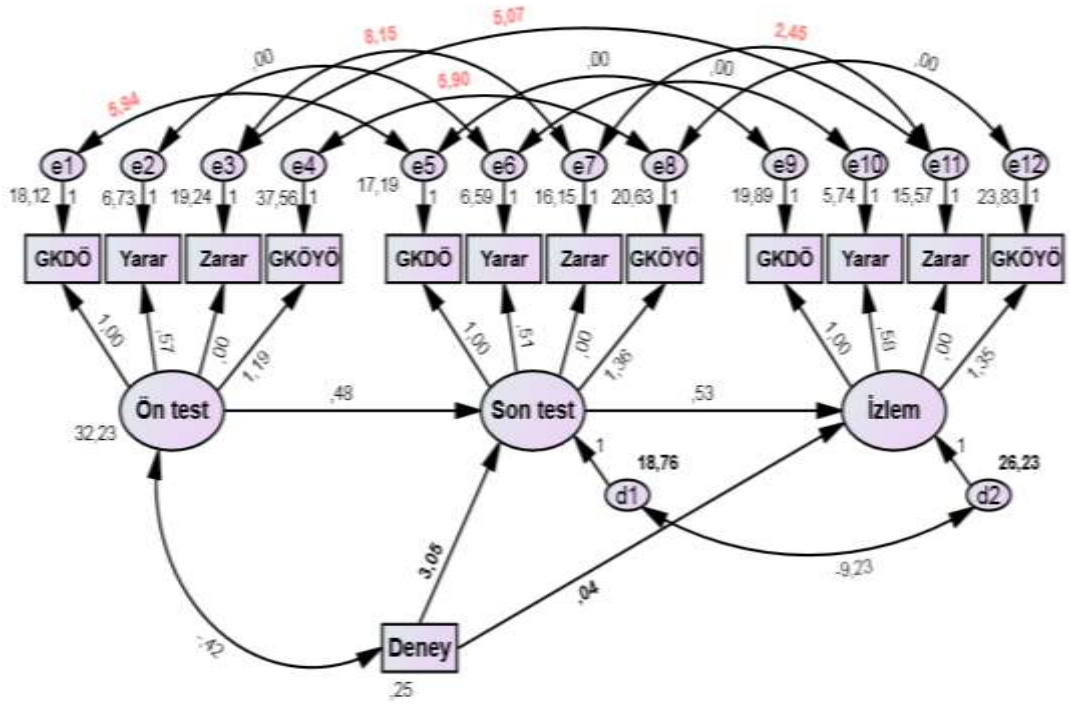 5,07
8,15
2,45
,00
,00
,00
,00
5,94
5,90
e1 e2 e3 e4 e5 e6 e7 e8 e9 e10 e11 e12
18,12 1 6,73 1 19,24 1 37,56 1 17,19 1 6,59 1 16,15 1 20,63 1 19,89 1 5,74 1 15,57 1 23,83 1
GKDÖ Yarar Zarar GKÖYÖ GKDÖ Yarar Zarar GKÖYÖ GKDÖ Yarar Zarar GKÖYÖ
1,00 ,57 ,00 1,19 1,00 ,51 ,00 1,36 1,00 ,58 ,00 1,35
Ön test ,48 Son test ,53 İzlem
32,23
1 18,76 1 26,23
d1 d2
3,05
,04
-9,23
-,42
Deney
,25